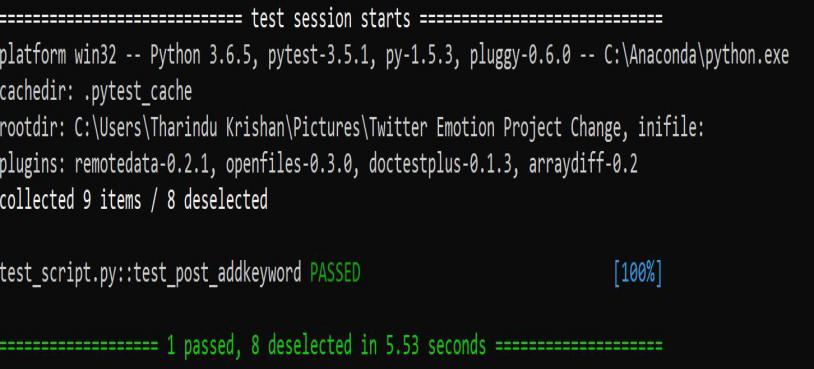 =========================== test session starts ===========================
platform win32 -- Python 3.6.5, pytest-3.5.1, py-1.5.3, pluggy-0.6.0 -- C:\Anaconda\python.exe
cachedir: .pytest_cache
rootdir: C:\Users\Tharindu Krishan\Pictures\Twitter Emotion Project Change, inifile:
plugins: remotedata-0.2.1, openfiles-0.3.0, doctestplus-0.1.3, arraydiff-0.2
collected 9 items / 8 deselected
test_script.py::test_post_addkeyword PASSED [100%]
=================== 1 passed, 8 deselected in 5.53 seconds ====================